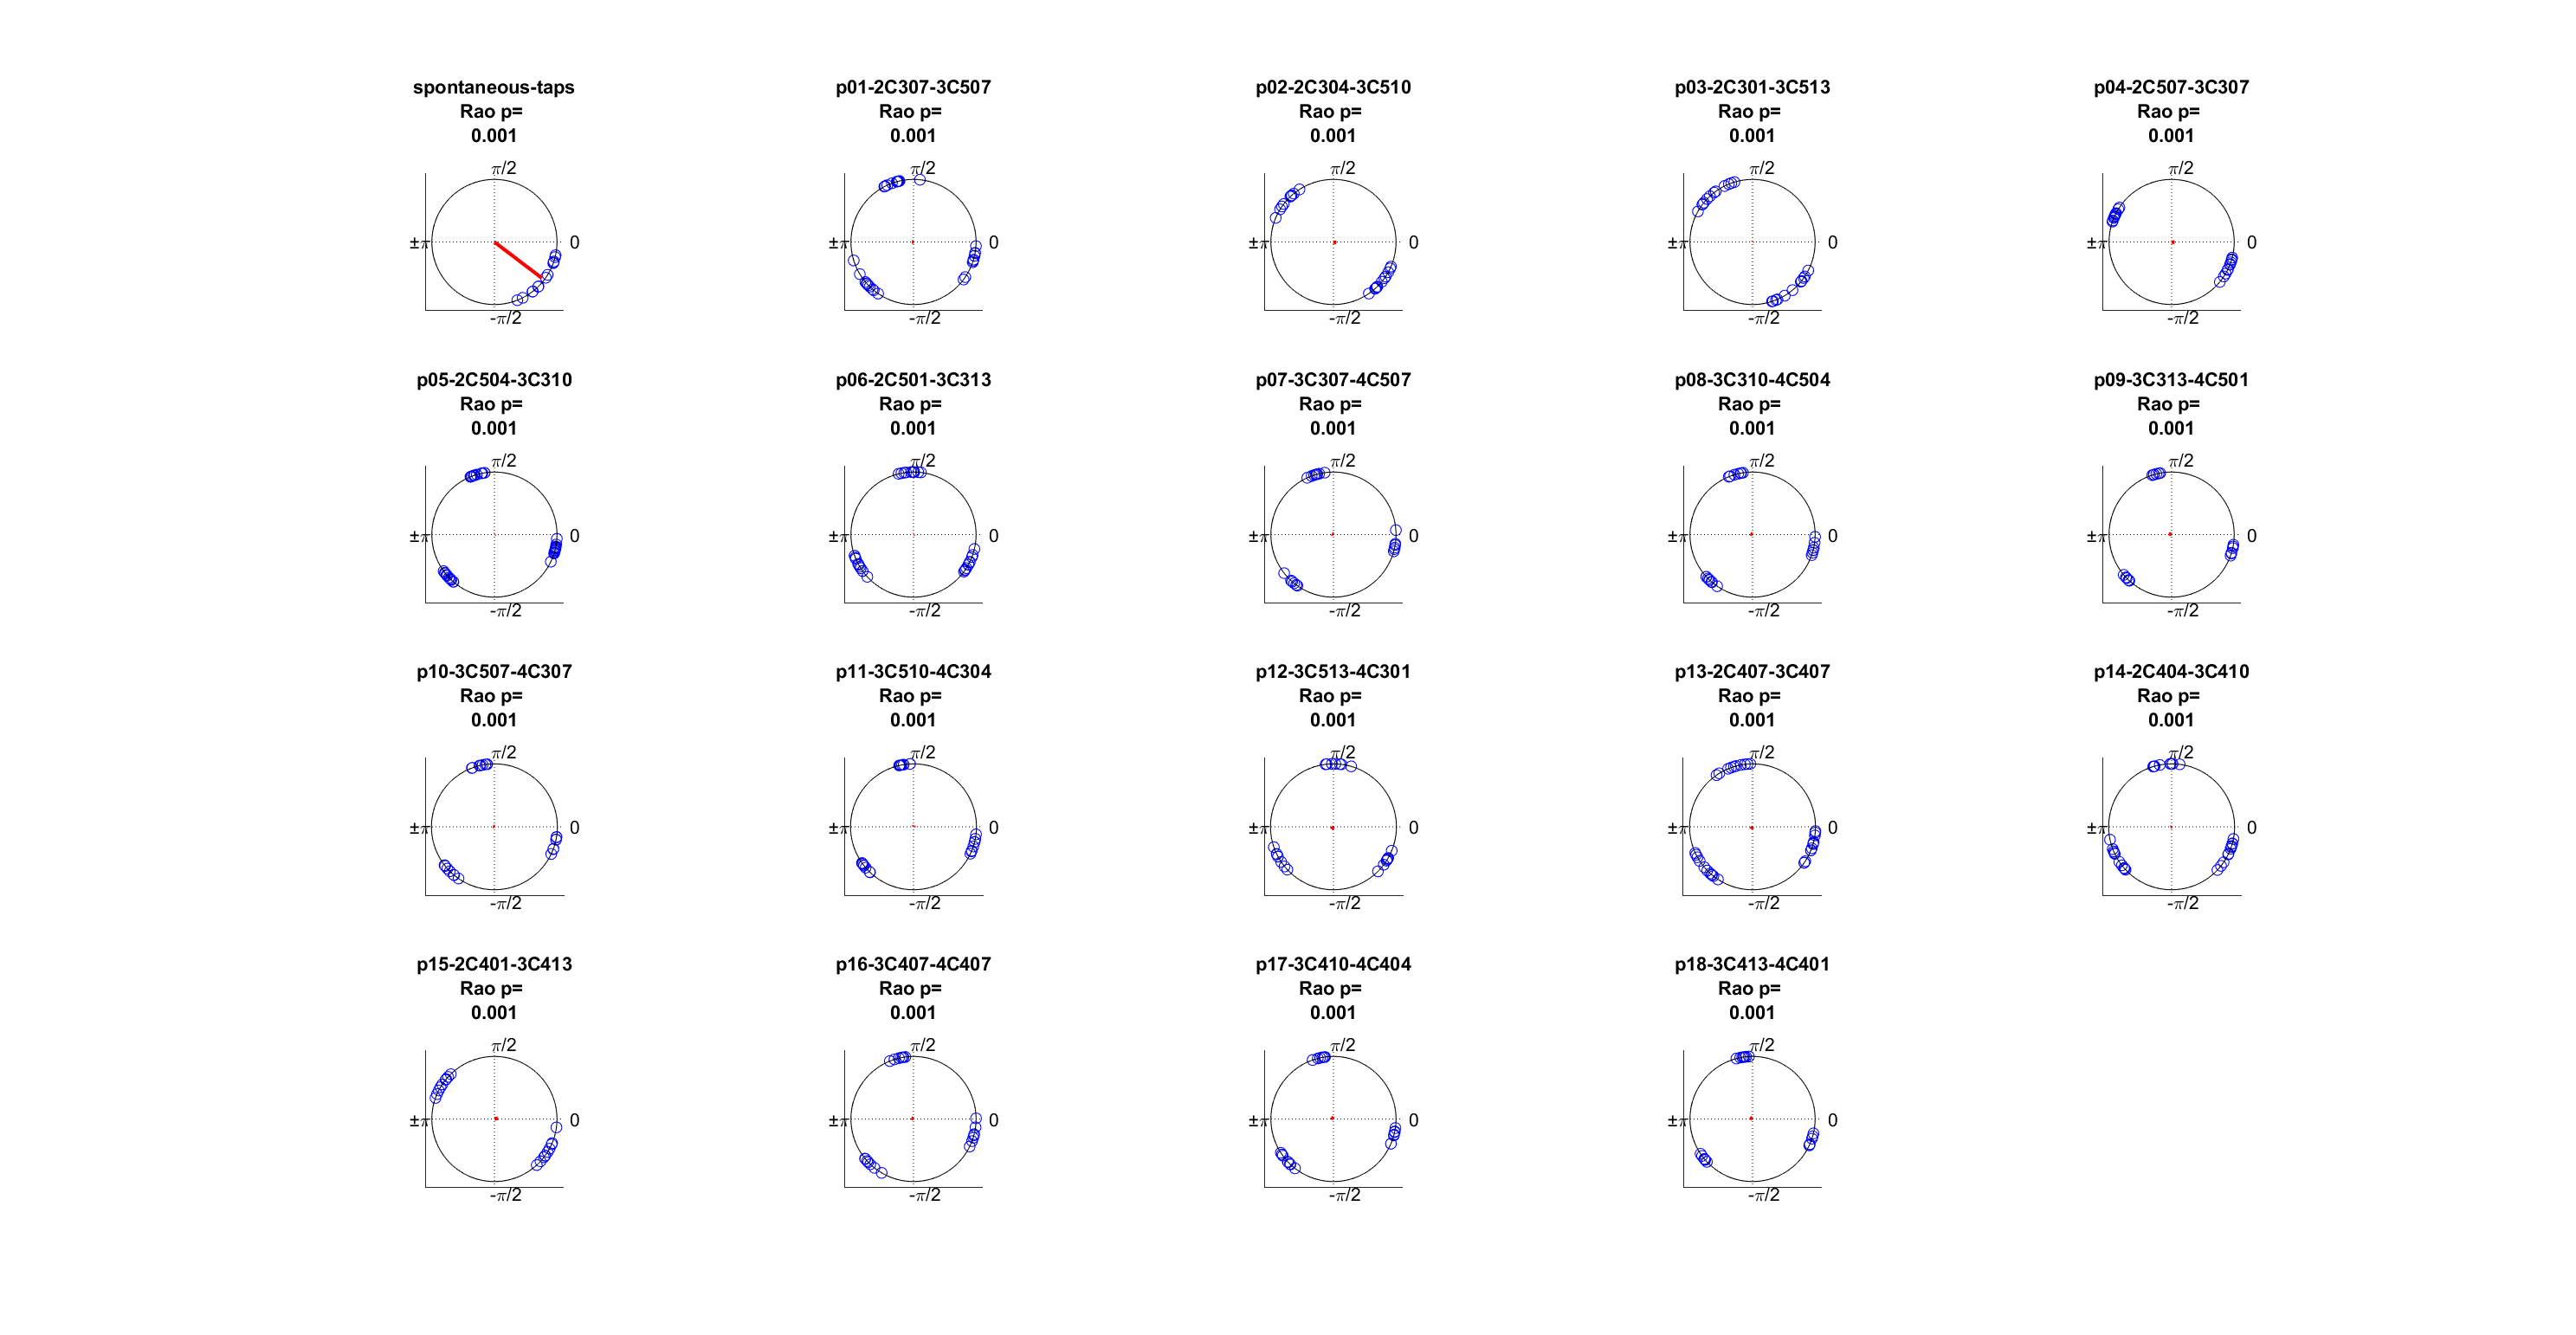 spontaneous-taps
Rao p=
0.001
π/2
±π
0
-π/2
p01-2C307-3C507
Rao p=
0.001
π/2
±π
0
-π/2
p02-2C304-3C510
Rao p=
0.001
π/2
±π
0
-π/2
p03-2C301-3C513
Rao p=
0.001
π/2
±π
0
-π/2
p04-2C507-3C307
Rao p=
0.001
π/2
±π
0
-π/2
p05-2C504-3C310
Rao p=
0.001
π/2
±π
0
-π/2
p06-2C501-3C313
Rao p=
0.001
π/2
±π
0
-π/2
p07-3C307-4C507
Rao p=
0.001
π/2
±π
0
-π/2
p08-3C310-4C504
Rao p=
0.001
π/2
±π
0
-π/2
p09-3C313-4C501
Rao p=
0.001
π/2
±π
0
-π/2
p10-3C507-4C307
Rao p=
0.001
π/2
±π
0
-π/2
p11-3C510-4C304
Rao p=
0.001
π/2
±π
0
-π/2
p12-3C513-4C301
Rao p=
0.001
π/2
±π
0
-π/2
p13-2C407-3C407
Rao p=
0.001
π/2
±π
0
-π/2
p14-2C404-3C410
Rao p=
0.001
π/2
±π
0
-π/2
p15-2C401-3C413
Rao p=
0.001
π/2
±π
0
-π/2
p16-3C407-4C407
Rao p=
0.001
π/2
±π
0
-π/2
p17-3C410-4C404
Rao p=
0.001
π/2
±π
0
-π/2
p18-3C413-4C401
Rao p=
0.001
π/2
±π
0
-π/2